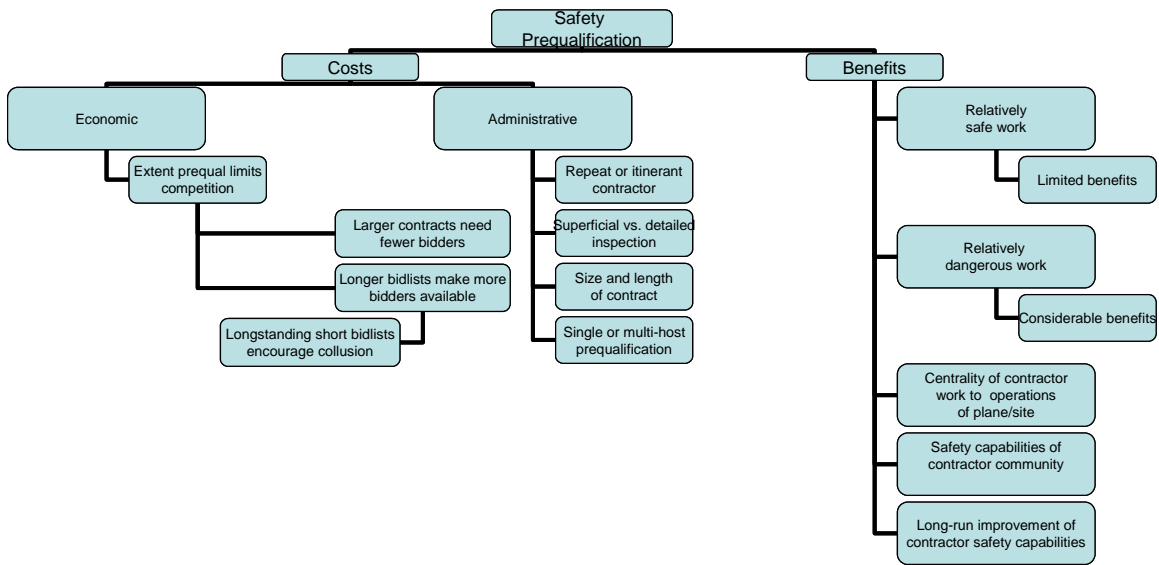 Safety
Prequalification
Costs
Benefits
Economic
Administrative
Relatively
safe work
Extent prequal limits
competition
Repeat or itinerant
contractor
Limited benefits
Larger contracts need
fewer bidders
Superficial vs. detailed
inspection
Relatively
dangerous work
Longer bidlists make more
bidders available
Size and length
of contract
Considerable benefits
Longstanding short bidlists
encourage collusion
Single or multi-host
prequalification
Centrality of contractor
work to operations
of plane/site
Safety capabilities of
contractor community
Long-run improvement of
contractor safety capabilities